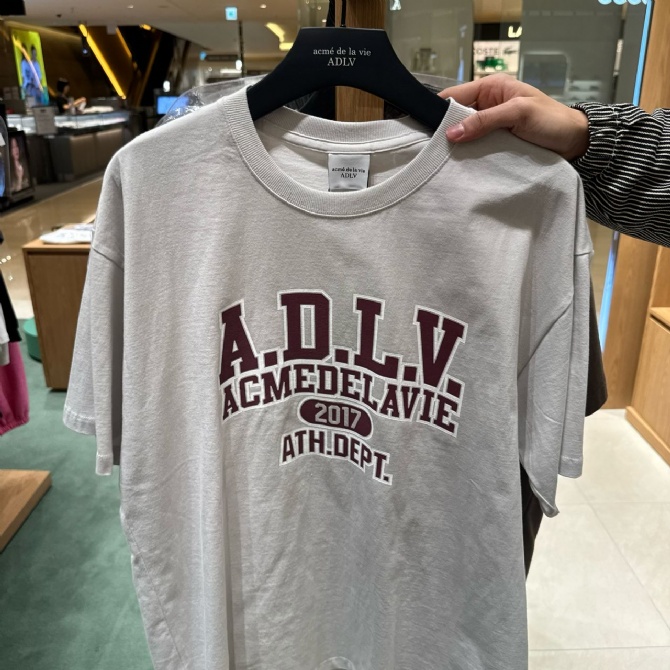 acmé de la vie
ADLV
acmé de la vie
ADLV
A.D.L.V.
ACMEDELAVIE
2017
ATH.DEPT.